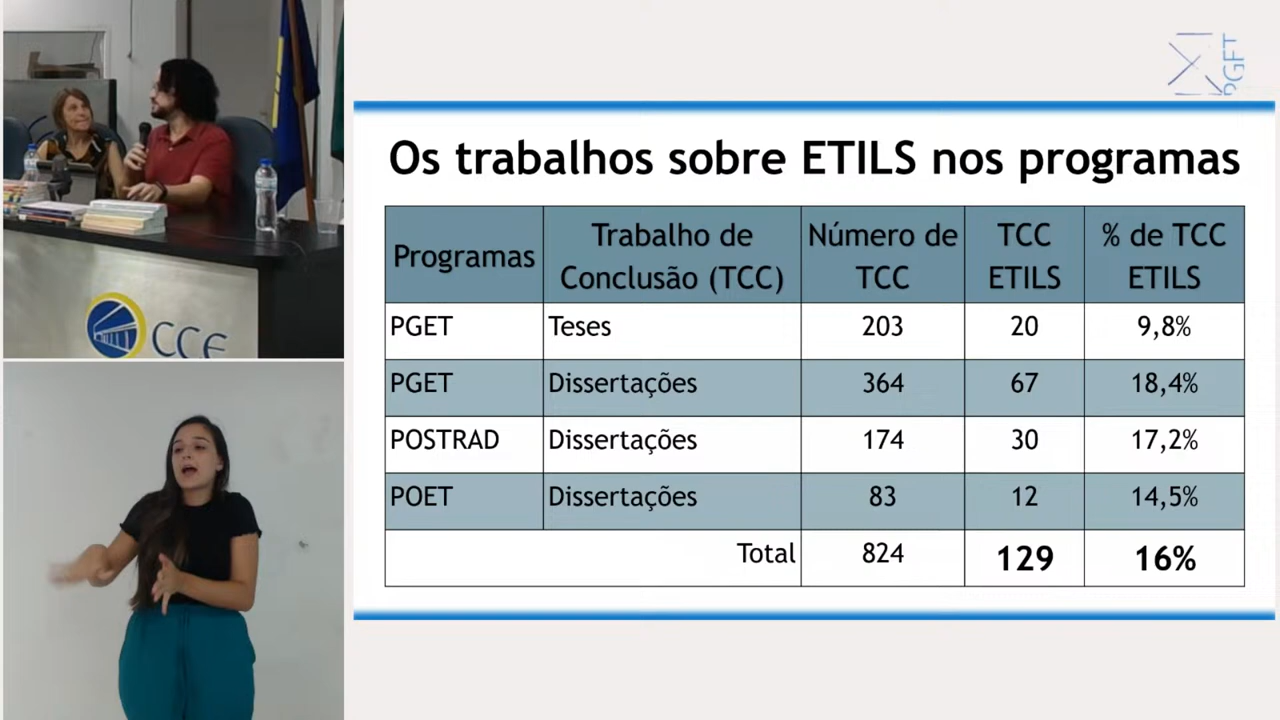 PGET
Os trabalhos sobre ETILS nos programas
Programas
Trabalho de
Conclusão (TCC)
Número de
TCC
TCC
ETILS
% de TCC
ETILS
PGET Teses 203 20 9,8%
PGET Dissertações 364 67 18,4%
POSTRAD Dissertações 174 30 17,2%
POET Dissertações 83 12 14,5%
Total 824 129 16%
CCE